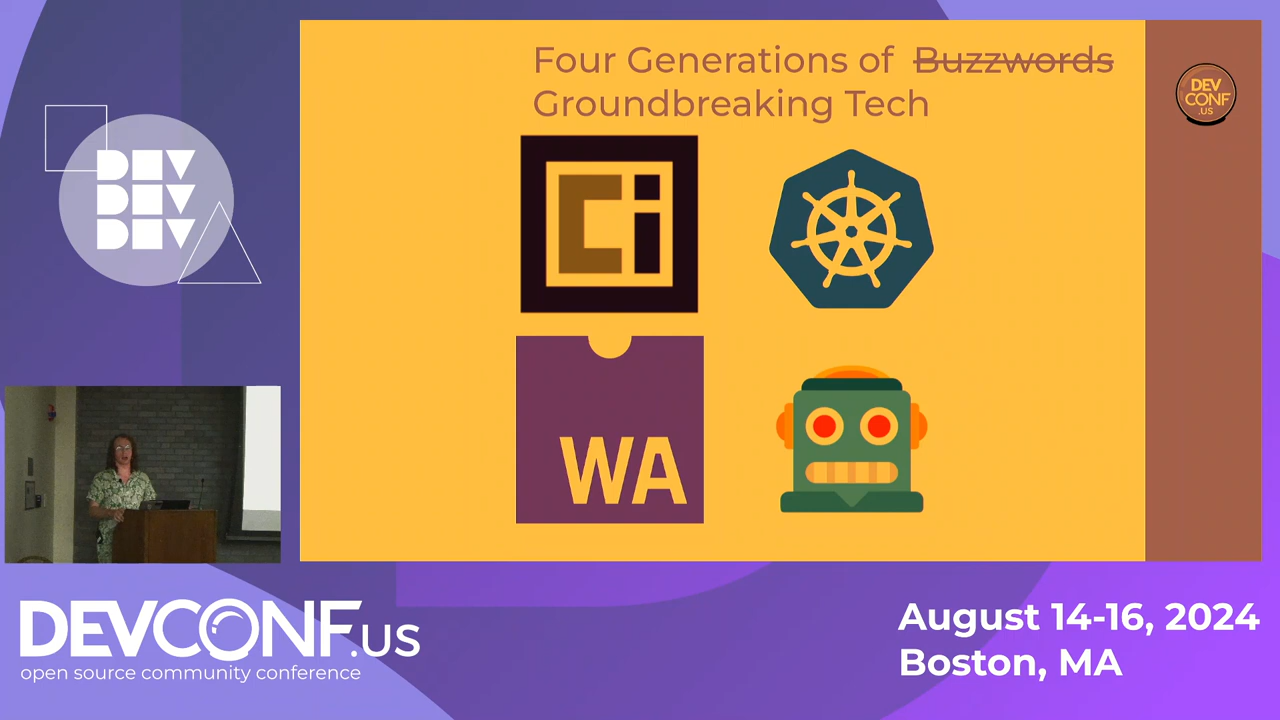 Four Generations of Buzzwords
Groundbreaking Tech
DEV
CONF
.US
DEV
DEV
DEV
Ci
WA
DEVCONF.US
open source community conference
August 14-16, 2024
Boston, MA